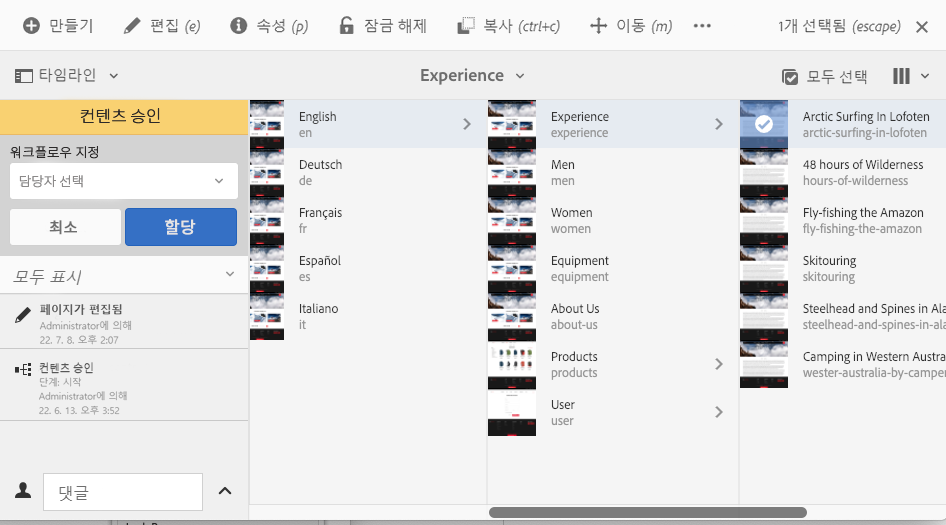 만들기 편집 (e) 속성 (p) 잠금 해제 복사 (ctrl+c) 이동 (m) 1개 선택됨 (escape)
타임라인 Experience 모두 선택
컨텐츠 승인
워크플로우 지정
담당자 선택
최소 할당
모두 표시
페이지가 편집됨
Administrator에 의해
22. 7. 8. 오후 2:07
컨텐츠 승인
단계: 시작
Administrator에 의해
22. 6. 13. 오후 3:52
댓글
English
en
Deutsch
de
Français
fr
Español
es
Italiano
it
Experience
experience
Men
men
Women
women
Equipment
equipment
About Us
about-us
Products
products
User
user
Arctic Surfing In Lofoten
arctic-surfing-in-lofoten
48 hours of Wilderness
hours-of-wilderness
Fly-fishing the Amazon
fly-fishing-the-amazon
Skitouring
skitouring
Steelhead and Spines in Ala
steelhead-and-spines-in-ala
Camping in Western Austra
wester-australia-by-camper